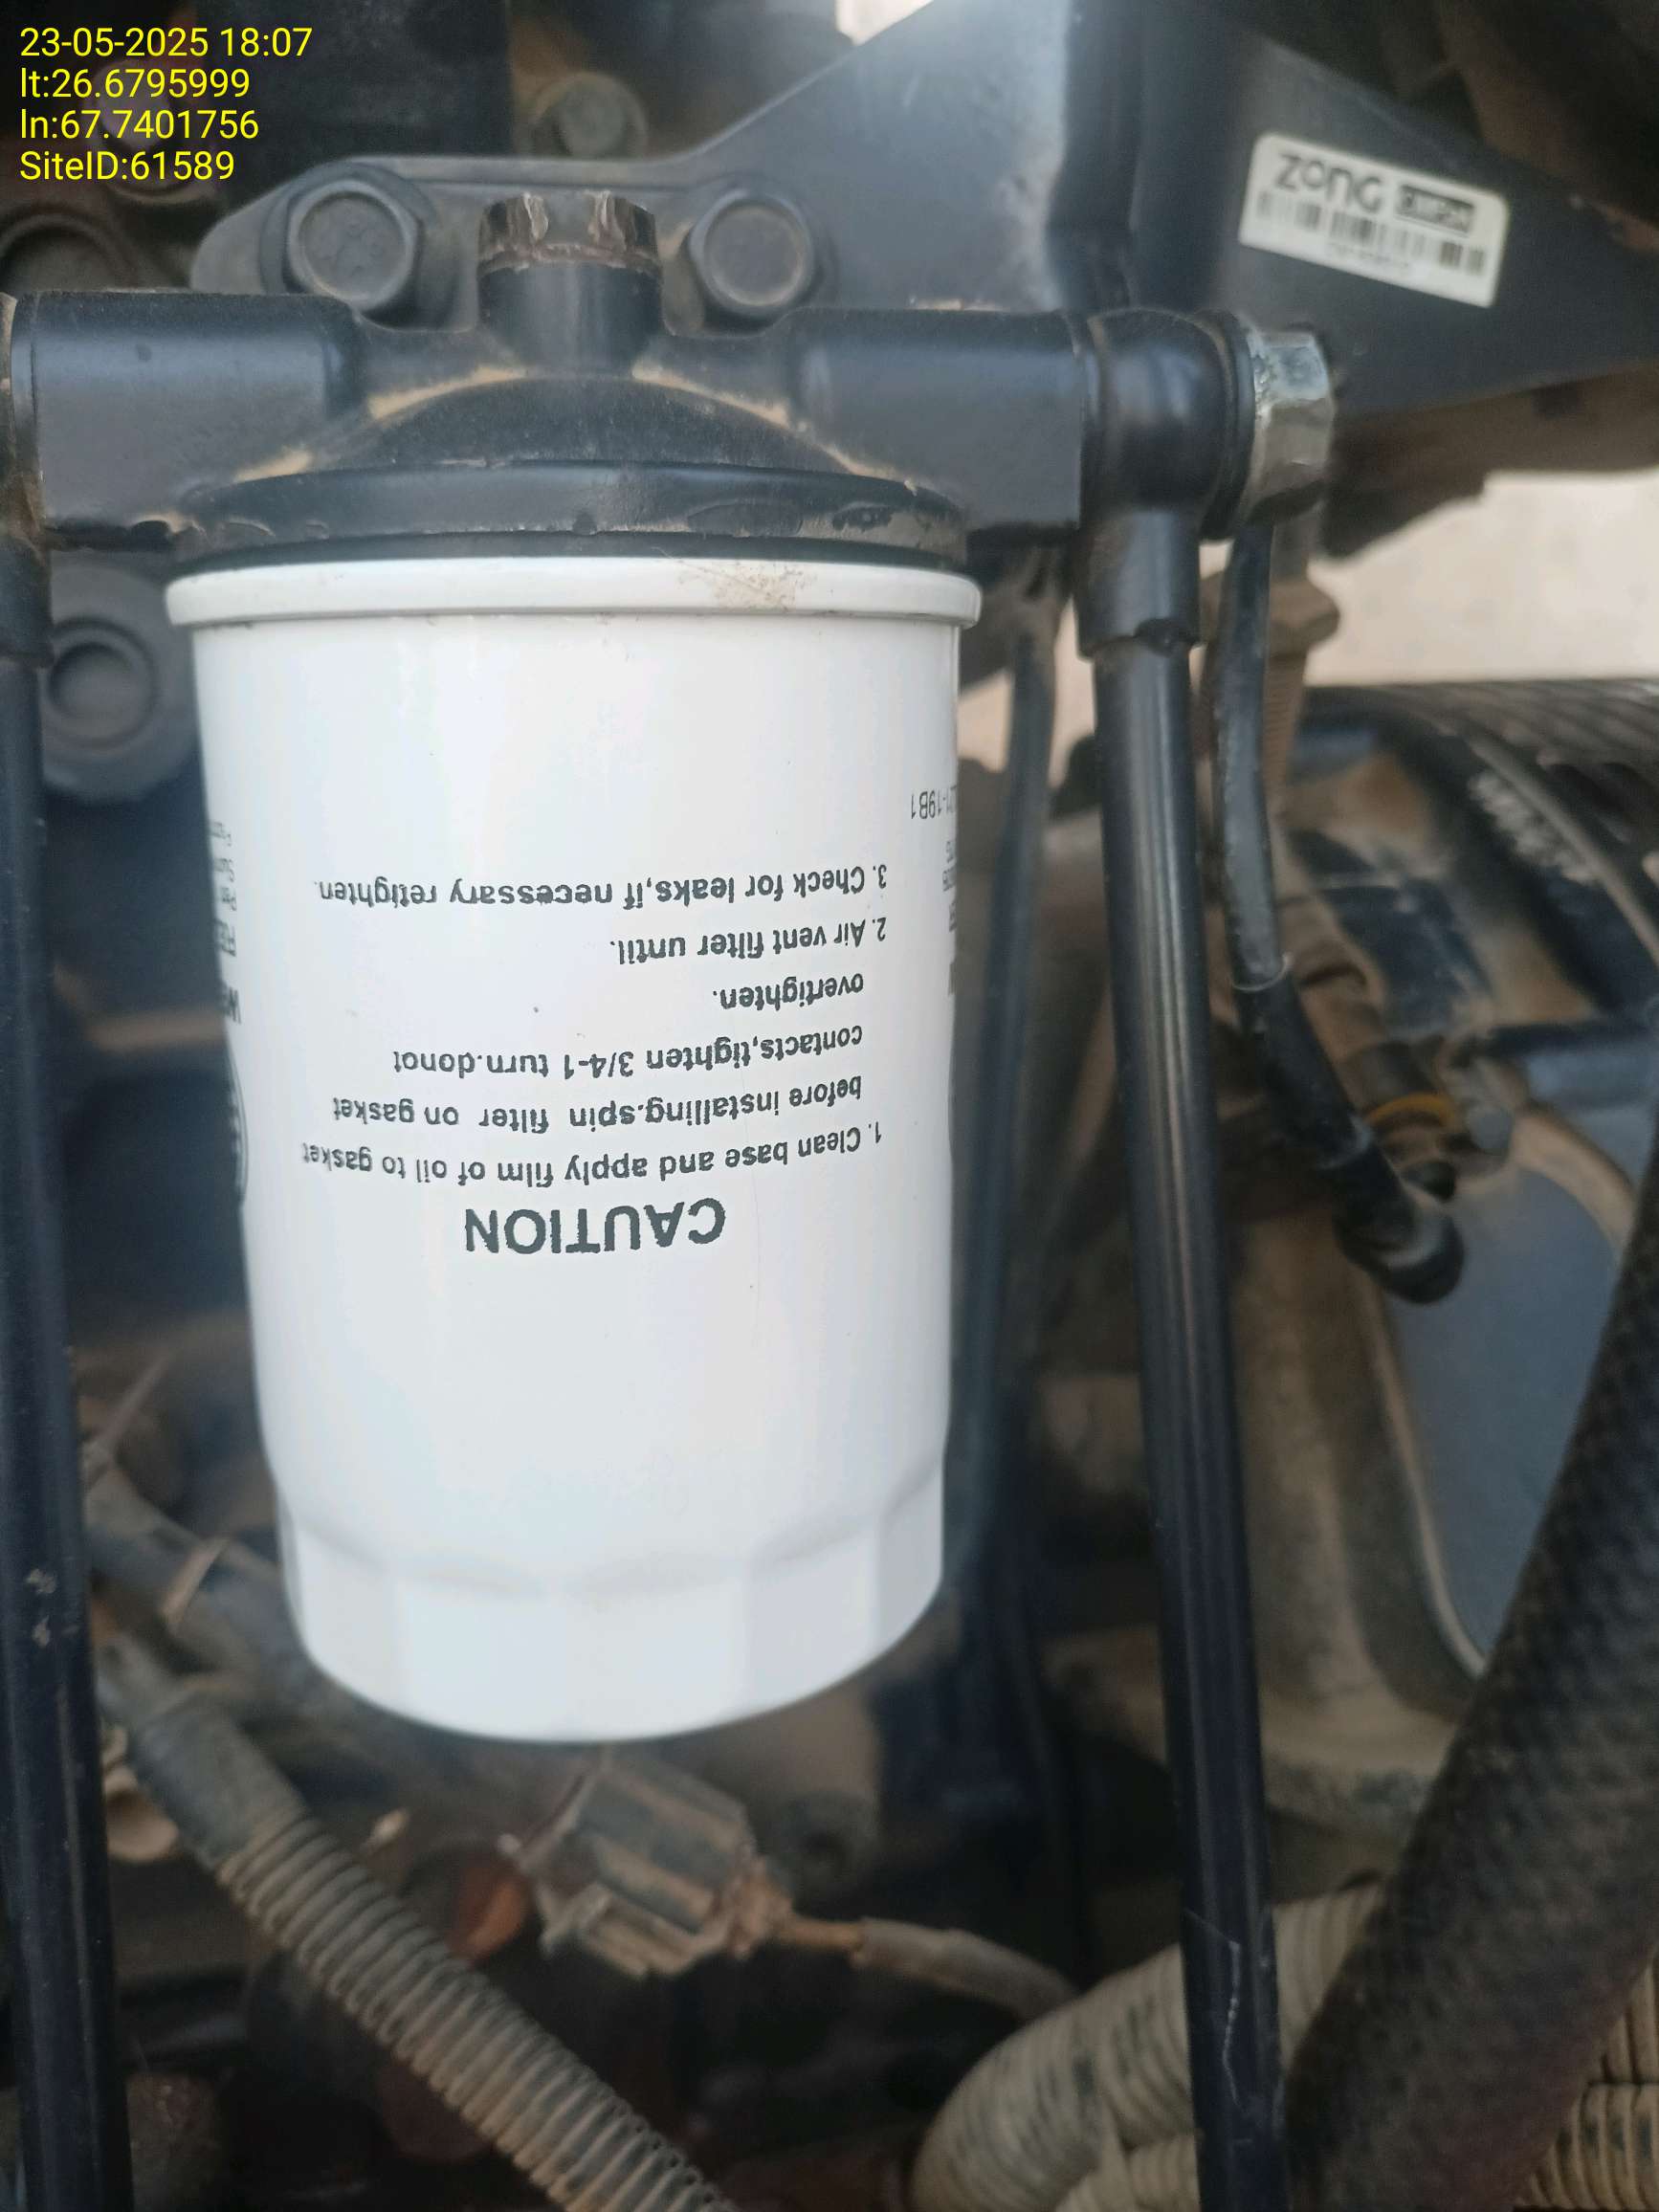 23-05-2025 18:07
lt:26.6795999
ln:67.7401756
SiteID:61589
ZONG
CAUTION
1. Clean base and apply film of oil to gasket
before installing.spin filter on gasket
contacts,tighten 3/4-1 turn.donot
overtighten.
2. Air vent filter until.
3. Check for leaks,if necessary retighten.
-19B1